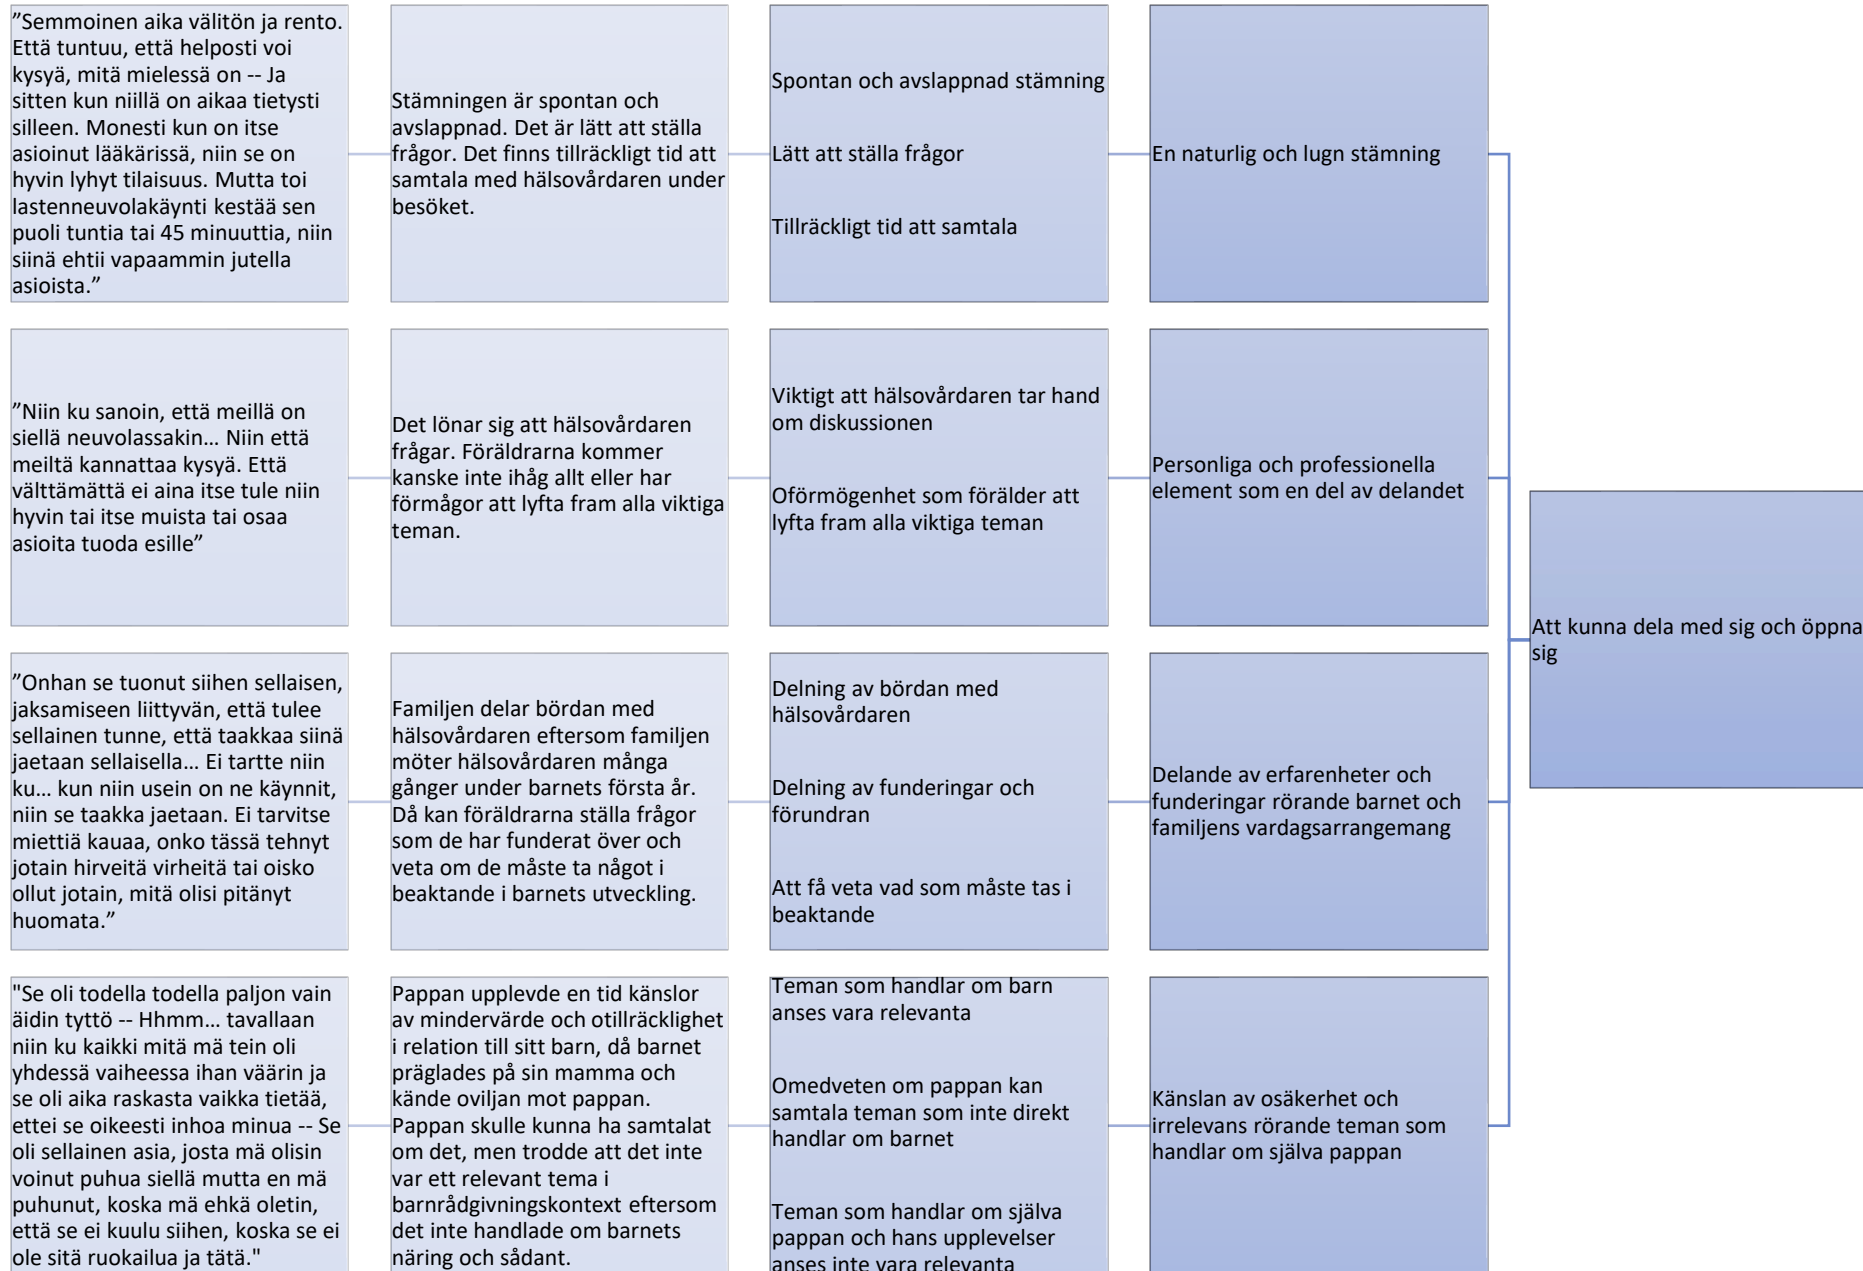 ”Semmoinen aika välitön ja rento.
Että tuntuu, että helposti voi
kysyä, mitä mielessä on -- Ja
sitten kun niillä on aikaa tietysti
silleen. Monesti kun on itse
asioinut lääkärissä, niin se on
hyvin lyhyt tilaisuus. Mutta toi
lastenneuvolakäynti kestää sen
puoli tuntia tai 45 minuuttia, niin
siinä ehtii vapaammin jutella
asioista.”
Stämningen är spontan och
avslappnad. Det är lätt att ställa
frågor. Det finns tillräckligt tid att
samtala med hälsovårdaren under
besöket.
Spontan och avslappnad stämning
Lätt att ställa frågor
Tillräckligt tid att samtala
En naturlig och lugn stämning
”Niin ku sanoin, että meillä on
siellä neuvolassakin… Niin että
meiltä kannattaa kysyä. Että
välttämättä ei aina itse tule niin
hyvin tai itse muista tai osaa
asioita tuoda esille”
Det lönar sig att hälsovårdaren
frågar. Föräldrarna kommer
kanske inte ihåg allt eller har
förmågor att lyfta fram alla viktiga
teman.
Viktigt att hälsovårdaren tar hand
om diskussionen
Oförmögenhet som förälder att
lyfta fram alla viktiga teman
Personliga och professionella
element som en del av delandet
”Onhan se tuonut siihen sellaisen,
jaksamiseen liittyvän, että tulee
sellainen tunne, että taakkaa siinä
jaetaan sellaisella… Ei tartte niin
ku… kun niin usein on ne käynnit,
niin se taakka jaetaan. Ei tarvitse
miettiä kauaa, onko tässä tehnyt
jotain hirveitä virheitä tai oisko
ollut jotain, mitä olisi pitänyt
huomata.”
Familjen delar bördan med
hälsovårdaren eftersom familjen
möter hälsovårdaren många
gånger under barnets första år.
Då kan föräldrarna ställa frågor
som de har funderat över och
veta om de måste ta något i
beaktande i barnets utveckling.
Delning av bördan med
hälsovårdaren
Delning av funderingar och
förundran
Att få veta vad som måste tas i
beaktande
Delande av erfarenheter och
funderingar rörande barnet och
familjens vardagsarrangemang
"Se oli todella todella paljon vain
äidin tyttö -- Hhmm… tavallaan
niin ku kaikki mitä mä tein oli
yhdessä vaiheessa ihan väärin ja
se oli aika raskasta vaikka tietää,
ettei se oikeesti inhoa minua -- Se
oli sellainen asia, josta mä olisin
voinut puhua siellä mutta en mä
puhunut, koska mä ehkä oletin,
että se ei kuulu siihen, koska se ei
ole sitä ruokailua ja tätä."
Pappan upplevde en tid känslor
av mindervärde och otillräcklighet
i relation till sitt barn, då barnet
präglades på sin mamma och
kände oviljan mot pappan.
Pappan skulle kunna ha samtalat
om det, men trodde att det inte
var ett relevant tema i
barnrådgivningskontext eftersom
det inte handlade om barnets
näring och sådant.
Teman som handlar om barn
anses vara relevanta
Omedveten om pappan kan
samtala teman som inte direkt
handlar om barnet
Teman som handlar om själva
pappan och hans upplevelser
anses inte vara relevanta
Känslan av osäkerhet och
irrelevans rörande teman som
handlar om själva pappan
Att kunna dela med sig och öppna
sig